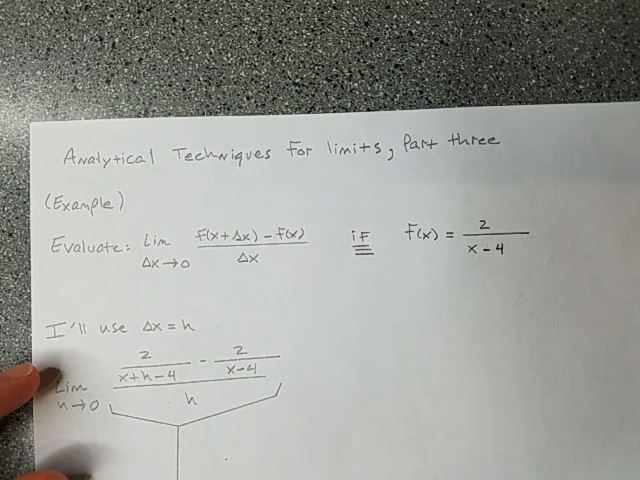 Analytical Techniques for limits, Part three
(Example)
Evaluate: Lim Δx→0 (f(x+Δx) - f(x))/Δx if f(x) = 2/(x-4)
I'll use Δx = h
Lim h→0 (2/(x+h-4) - 2/(x-4))/h